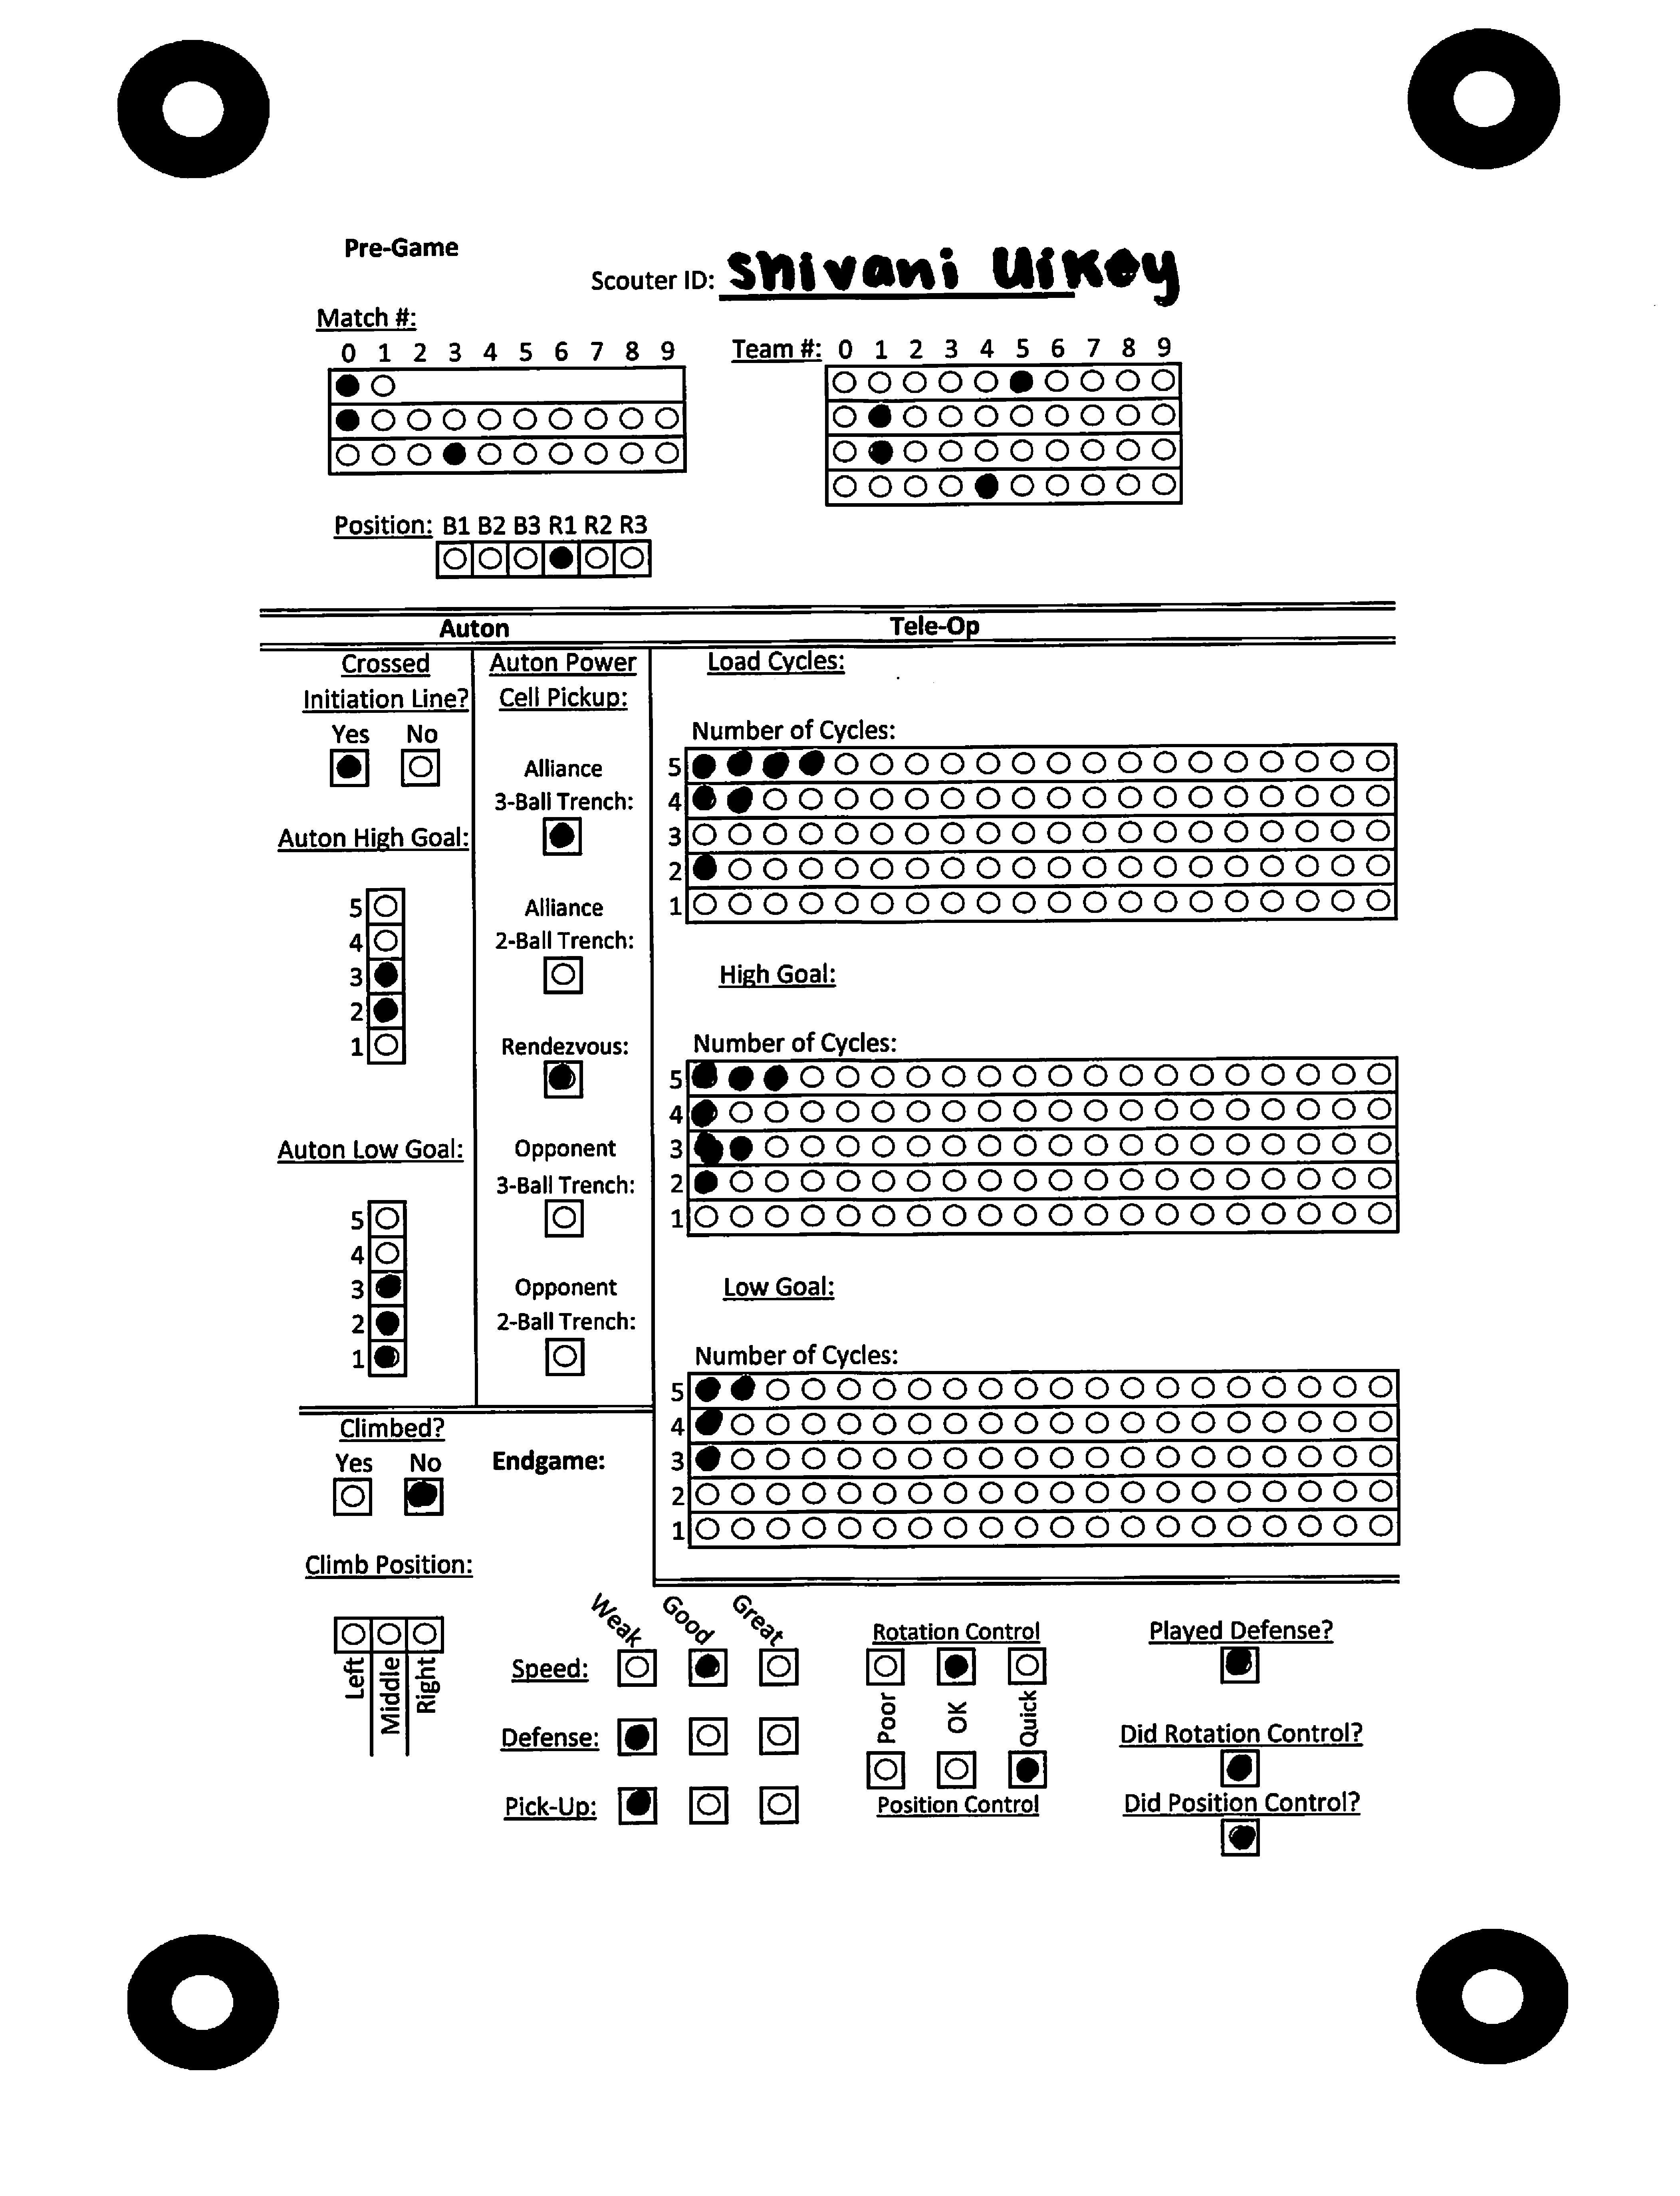 Pre-Game
Scouter ID: Shivani Uikey
Match #:
0 1 2 3 4 5 6 7 8 9
Team #: 0 1 2 3 4 5 6 7 8 9
Position: B1 B2 B3 R1 R2 R3
Auton
Tele-Op
Crossed
Initiation Line?
Yes No
Auton High Goal:
5
4
3
2
1
Auton Low Goal:
5
4
3
2
1
Auton Power
Cell Pickup:
Alliance
3-Ball Trench:
Alliance
2-Ball Trench:
Rendezvous:
Opponent
3-Ball Trench:
Opponent
2-Ball Trench:
Load Cycles:
Number of Cycles:
5
4
3
2
1
High Goal:
Number of Cycles:
5
4
3
2
1
Low Goal:
Number of Cycles:
5
4
3
2
1
Climbed?
Yes No
Endgame:
Climb Position:
Left
Middle
Right
Weak
Good
Great
Speed:
Defense:
Pick-Up:
Rotation Control
Poor
OK
Quick
Position Control
Played Defense?
Did Rotation Control?
Did Position Control?